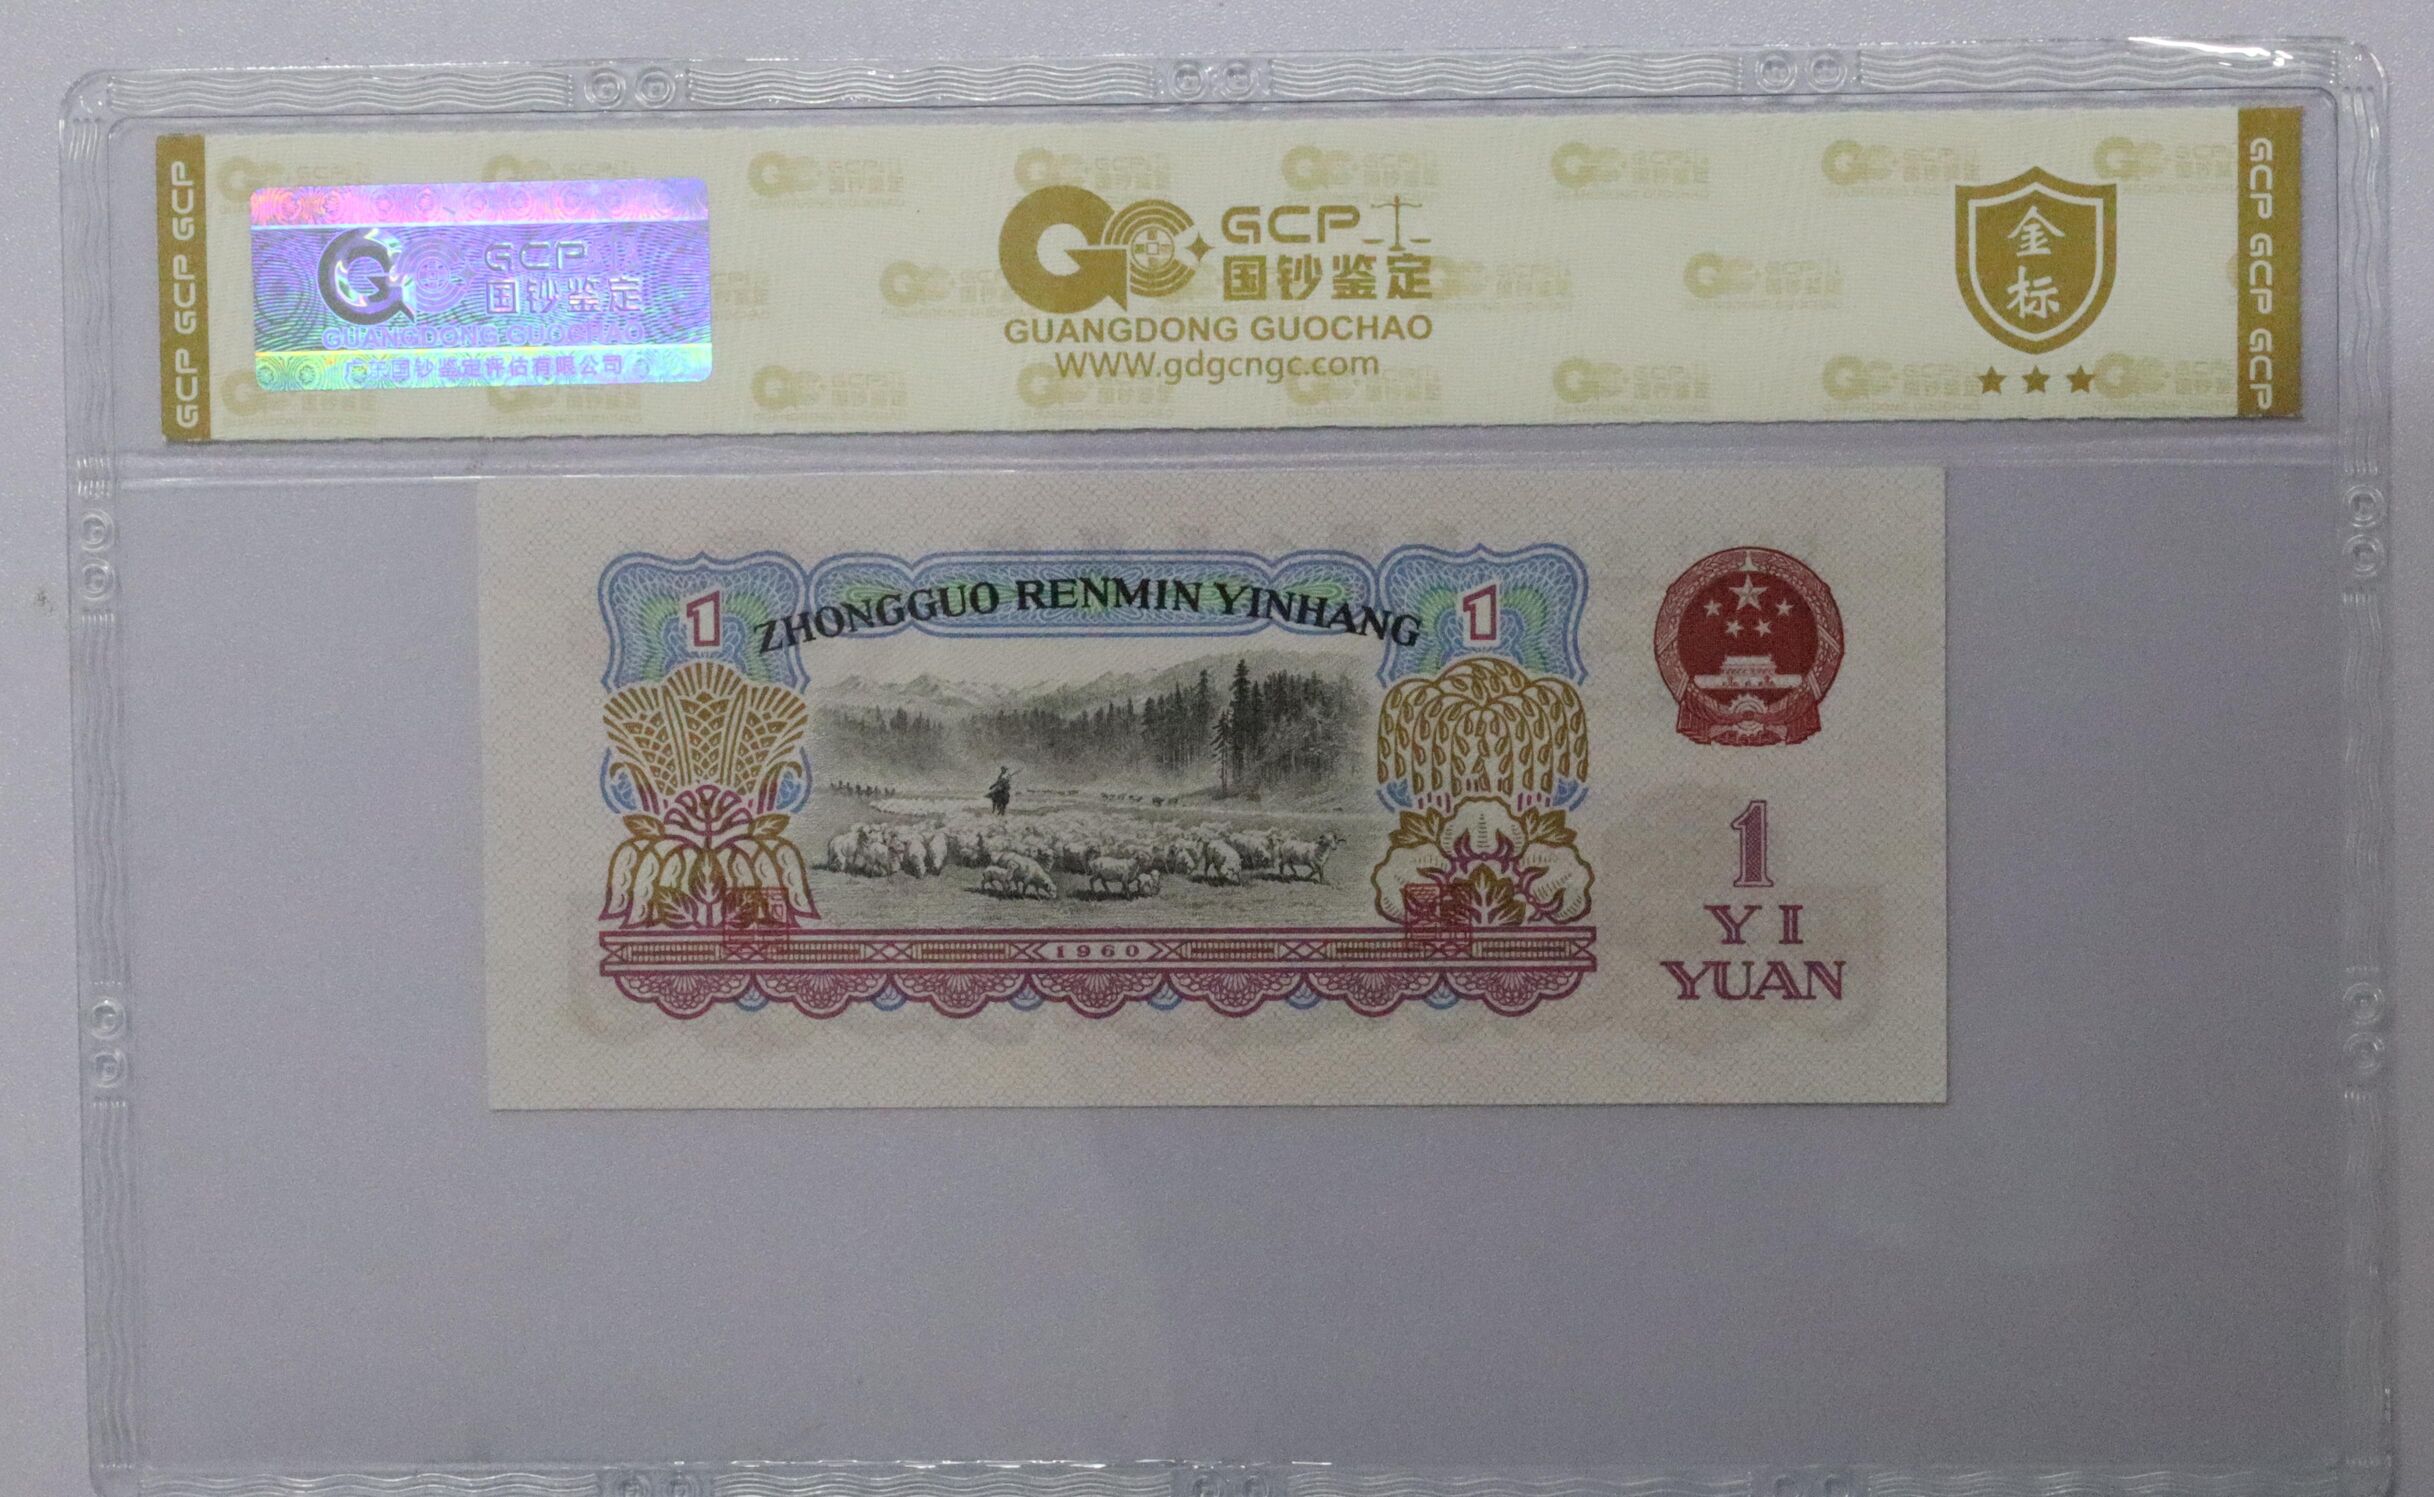 GCP GCP GCP
GCP
国钞鉴定
GUANGDONG GUOCHAO
广东国钞鉴定评估有限公司
GCP
国钞鉴定
GUANGDONG GUOCHAO
WWW.gdgcngc.com
金
标
GCP GCP GCP
1 ZHONGGUO RENMIN YINHANG 1
1960
1
YI
YUAN